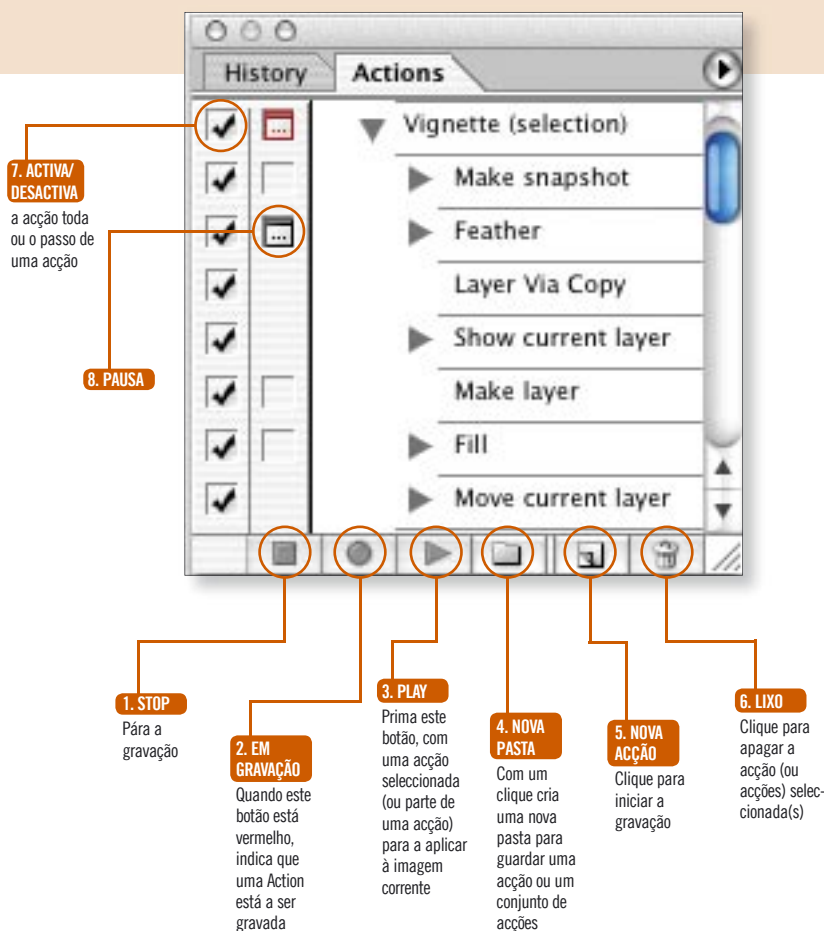 History
Actions
Vignette (selection)
Make snapshot
Feather
Layer Via Copy
Show current layer
Make layer
Fill
Move current layer
7. ACTIVA/
DESACTIVA
a acção toda
ou o passo de
uma acção
8. PAUSA
1. STOP
Pára a
gravação
2. EM
GRAVAÇÃO
Quando este
botão está
vermelho,
indica que
uma Action
está a ser
gravada
3. PLAY
Prima este
botão, com
uma acção
seleccionada
(ou parte de
uma acção)
para a aplicar
à imagem
corrente
4. NOVA
PASTA
Com um
clique cria
uma nova
pasta para
guardar uma
acção ou um
conjunto de
acções
5. NOVA
ACÇÃO
Clique para
iniciar a
gravação
6. LIXO
Clique para
apagar a
acção (ou
acções) selec-
cionada(s)